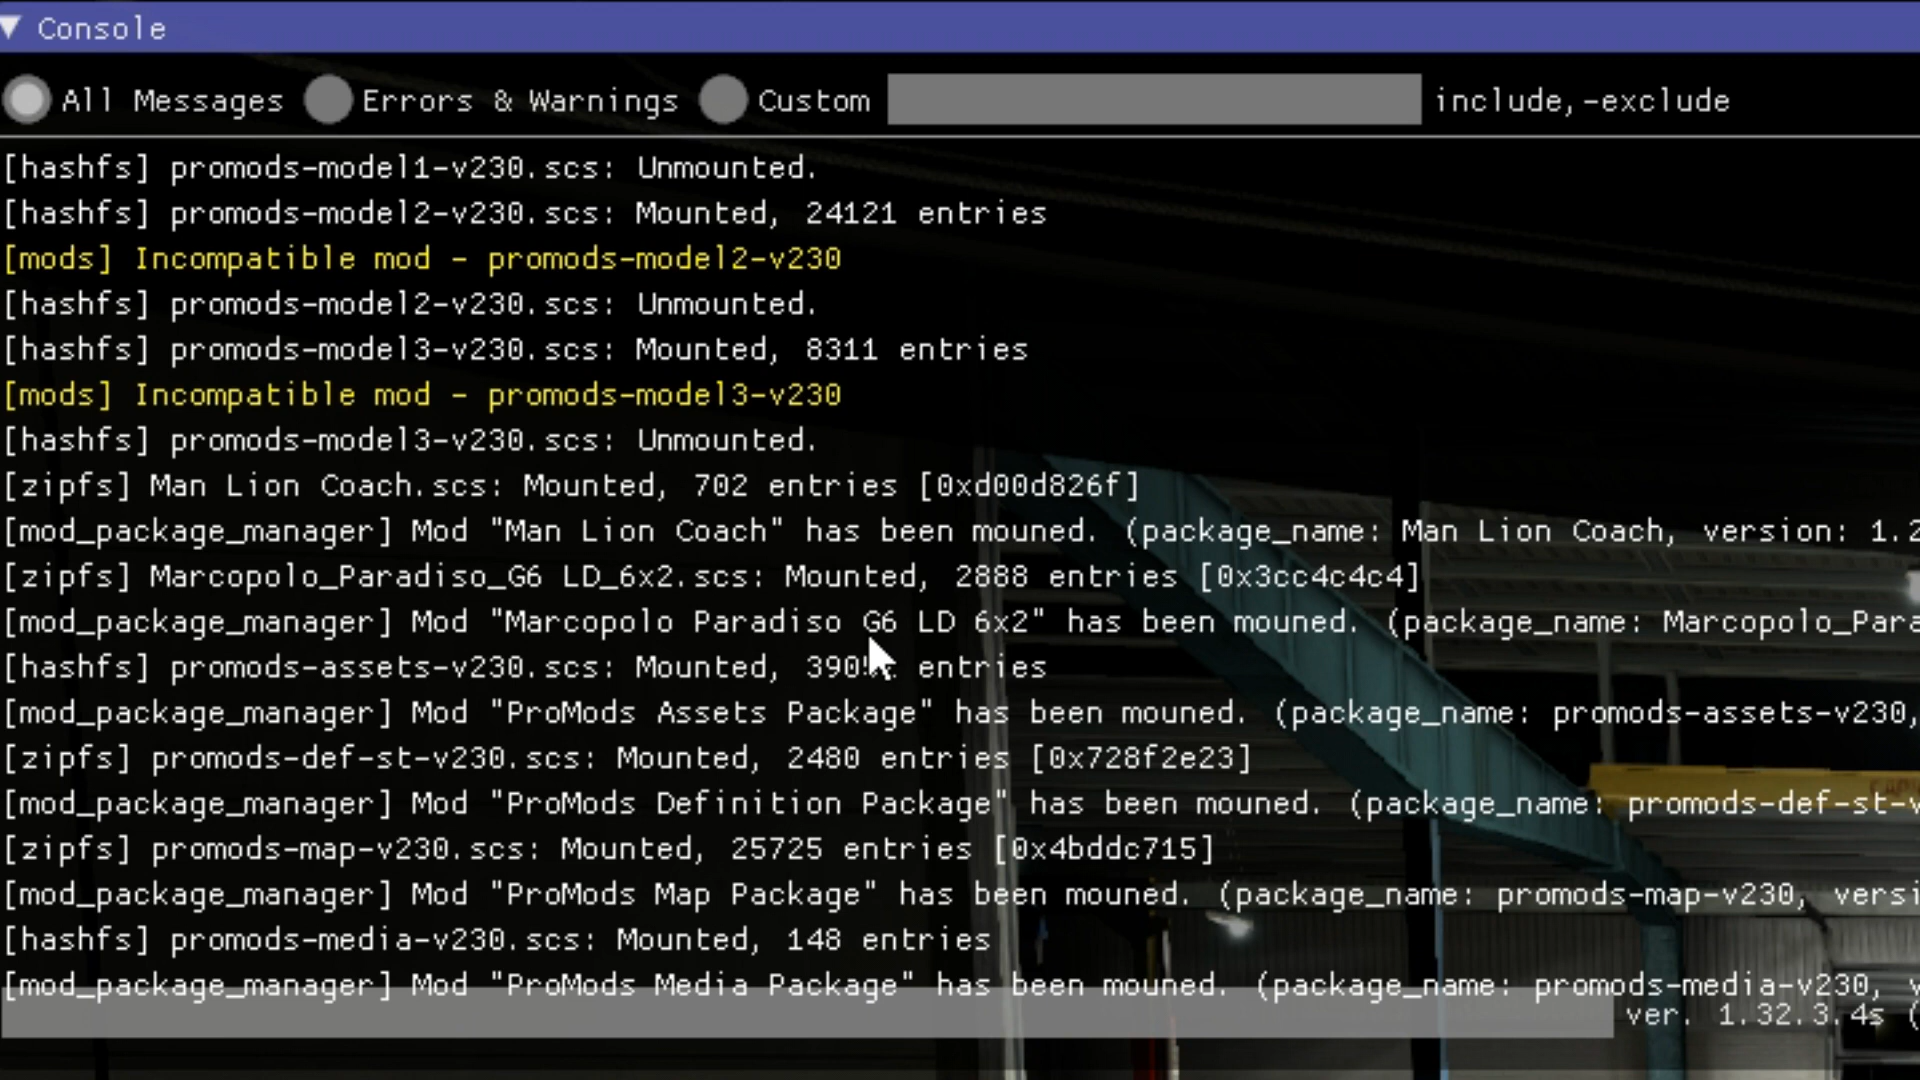 Console
All Messages Errors & Warnings Custom include,-exclude
[hashfs] promods-model1-v230.scs: Unmounted.
[hashfs] promods-model2-v230.scs: Mounted, 24121 entries
[mods] Incompatible mod - promods-model2-v230
[hashfs] promods-model2-v230.scs: Unmounted.
[hashfs] promods-model3-v230.scs: Mounted, 8311 entries
[mods] Incompatible mod - promods-model3-v230
[hashfs] promods-model3-v230.scs: Unmounted.
[zipfs] Man Lion Coach.scs: Mounted, 702 entries [0xd00d826f]
[mod_package_manager] Mod "Man Lion Coach" has been mouned. (package_name: Man Lion Coach, version: 1.2
[zipfs] Marcopolo_Paradiso_G6 LD_6x2.scs: Mounted, 2888 entries [0x3cc4c4c4]
[mod_package_manager] Mod "Marcopolo Paradiso G6 LD 6x2" has been mouned. (package_name: Marcopolo_Para
[hashfs] promods-assets-v230.scs: Mounted, entries
[mod_package_manager] Mod "ProMods Assets Package" has been mouned. (package_name: promods-assets-v230,
[zipfs] promods-def-st-v230.scs: Mounted, 2480 entries [0x728f2e23]
[mod_package_manager] Mod "ProMods Definition Package" has been mouned. (package_name: promods-def-st-v
[zipfs] promods-map-v230.scs: Mounted, 25725 entries [0x4bddc715]
[mod_package_manager] Mod "ProMods Map Package" has been mouned. (package_name: promods-map-v230, versi
[hashfs] promods-media-v230.scs: Mounted, 148 entries
[mod_package_manager] Mod "ProMods Media Package" has been mouned. (package_name: promods-media-v230, v
ver. 1.32.3.4s (